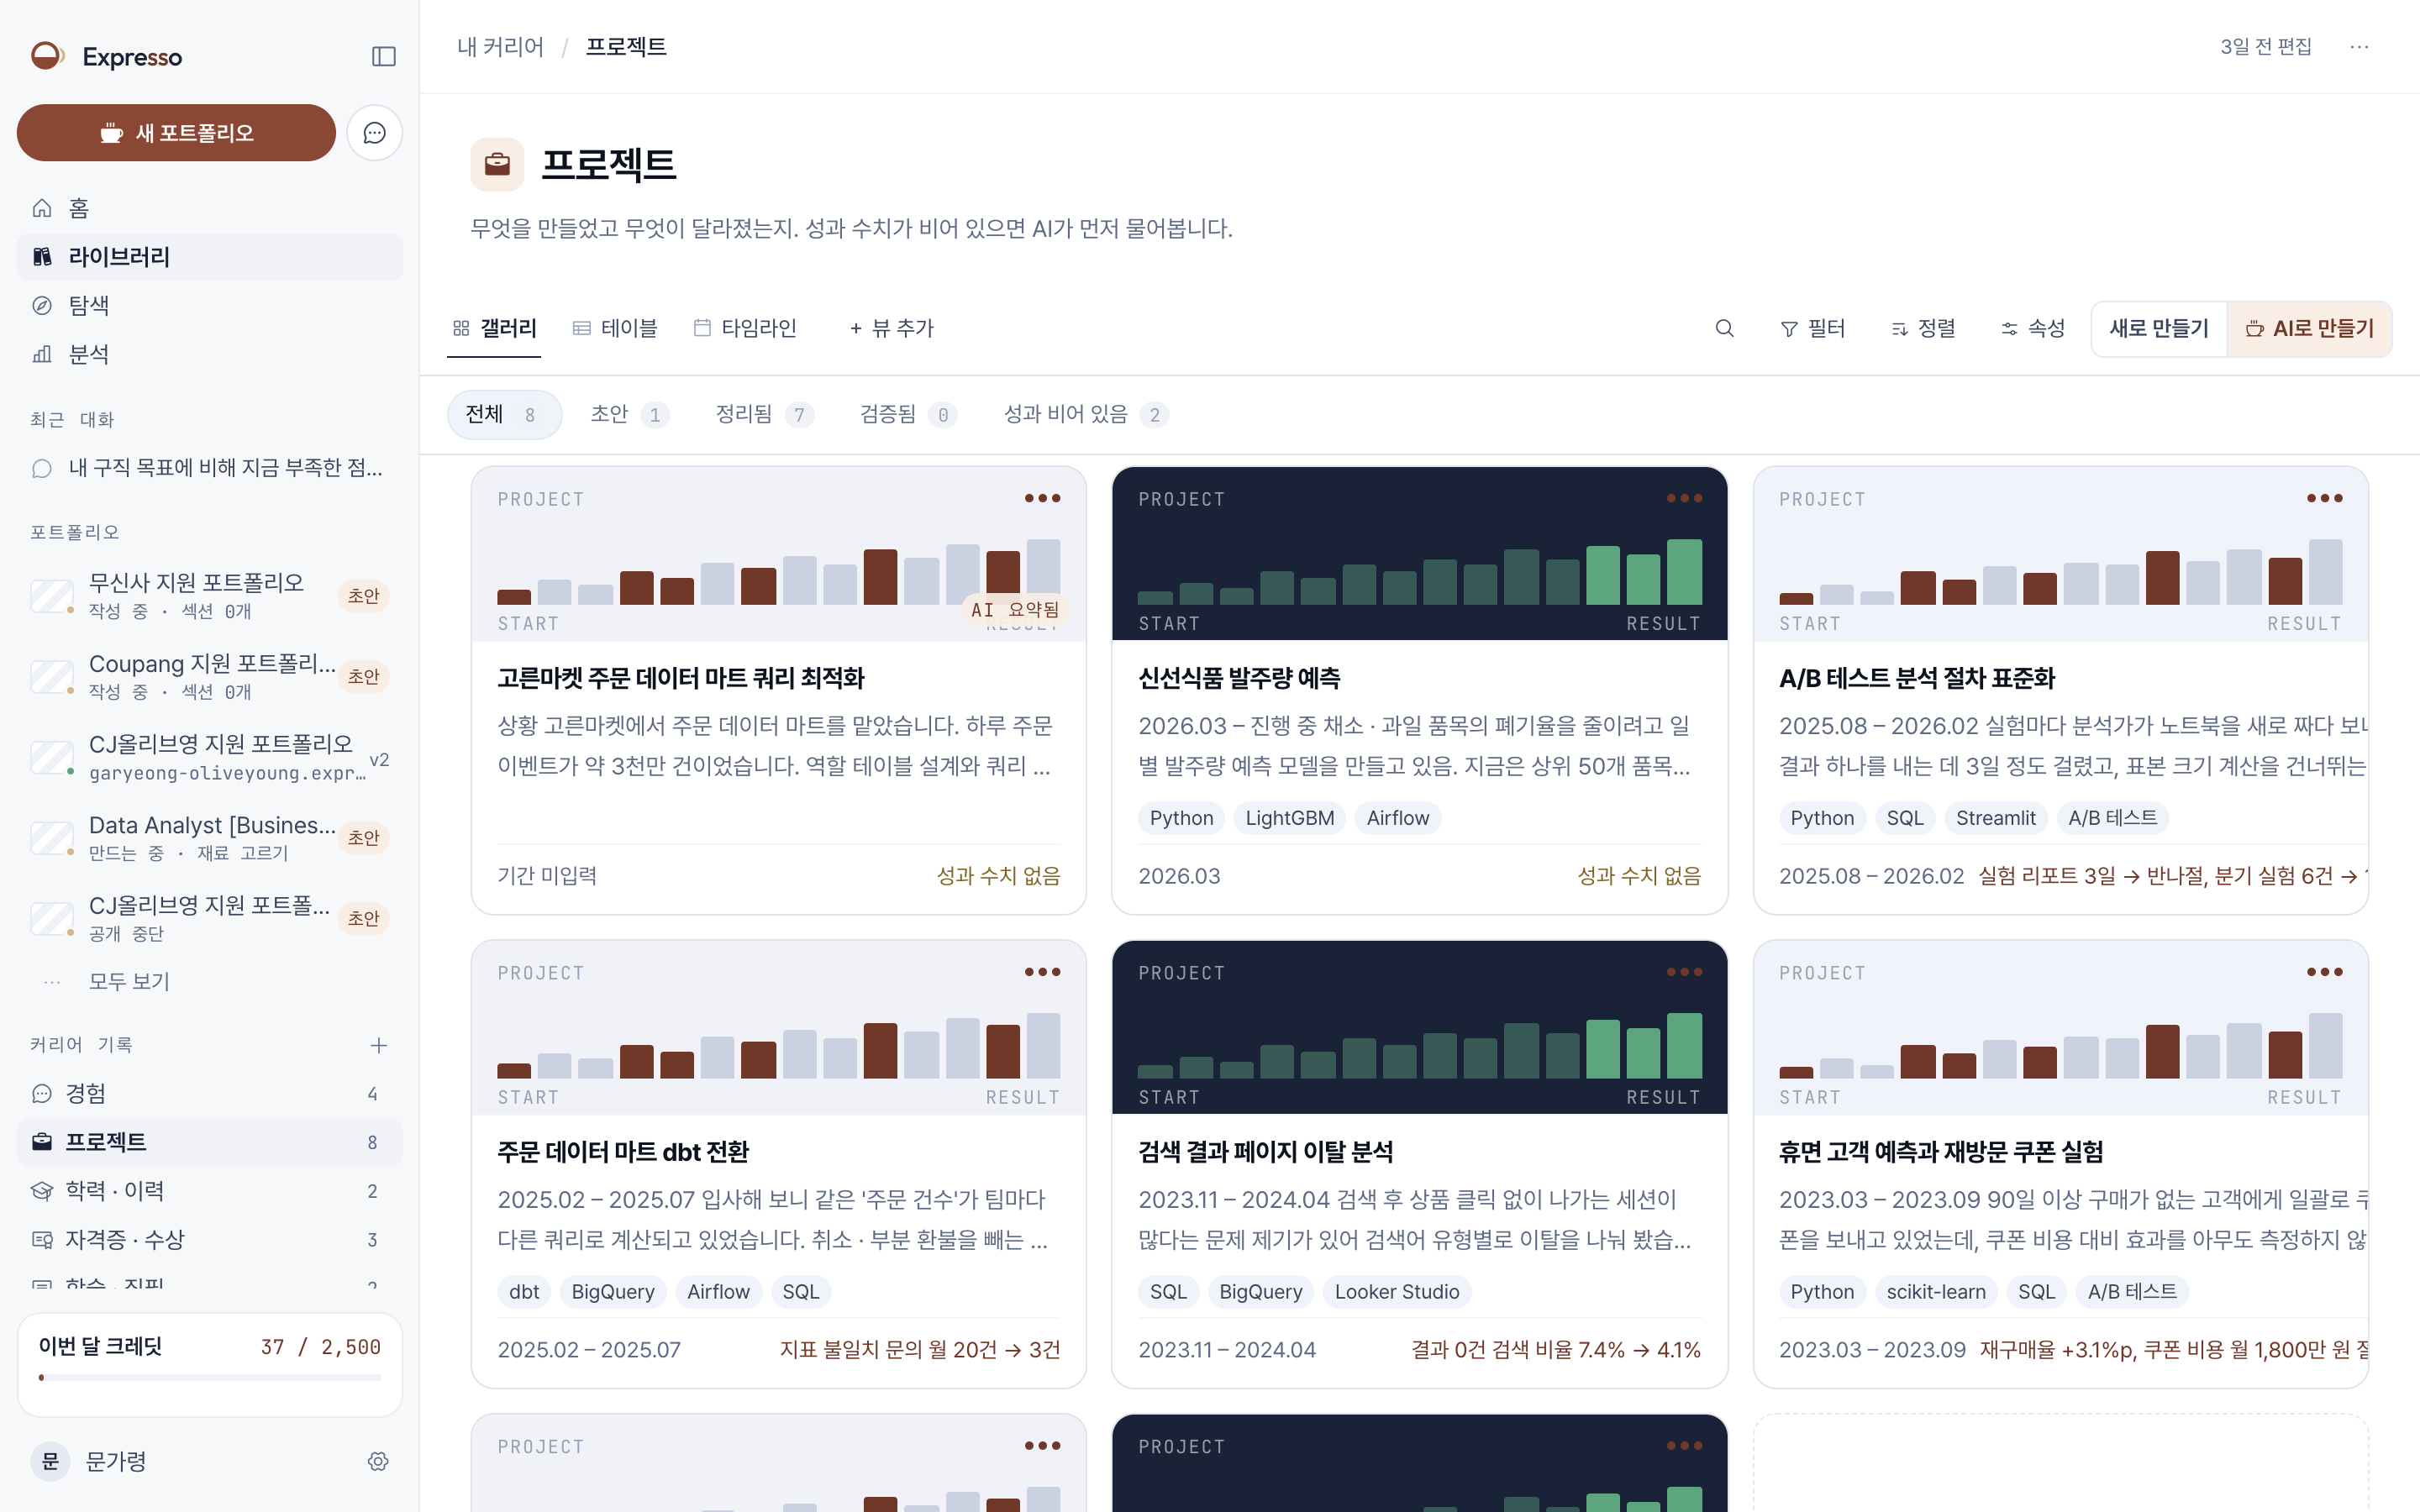 Expresso
새 포트폴리오
홈
라이브러리
탐색
분석
최근 대화
내 구직 목표에 비해 지금 부족한 점...
포트폴리오
무신사 지원 포트폴리오
작성 중 · 섹션 0개
초안
Coupang 지원 포트폴리...
작성 중 · 섹션 0개
초안
CJ올리브영 지원 포트폴리오
garyeong-oliveyoung.expr...
v2
Data Analyst [Busines...
만드는 중 · 재료 고르기
초안
CJ올리브영 지원 포트폴...
공개 중단
초안
... 모두 보기
커리어 기록 +
경험 4
프로젝트 8
학력 · 이력 2
자격증 · 수상 3
이번 달 크레딧 37 / 2,500
문 문가령
내 커리어 / 프로젝트
3일 전 편집 ...
프로젝트
무엇을 만들었고 무엇이 달라졌는지. 성과 수치가 비어 있으면 AI가 먼저 물어봅니다.
갤러리 테이블 타임라인 + 뷰 추가
필터 정렬 속성 새로 만들기 AI로 만들기
전체 8 초안 1 정리됨 7 검증됨 0 성과 비어 있음 2
PROJECT
AI 요약됨
START RESULT
고른마켓 주문 데이터 마트 쿼리 최적화
상황 고른마켓에서 주문 데이터 마트를 맡았습니다. 하루 주문
이벤트가 약 3천만 건이었습니다. 역할 테이블 설계와 쿼리 ...
기간 미입력 성과 수치 없음
PROJECT
START RESULT
신선식품 발주량 예측
2026.03 – 진행 중 채소 · 과일 품목의 폐기율을 줄이려고 일
별 발주량 예측 모델을 만들고 있음. 지금은 상위 50개 품목...
Python LightGBM Airflow
2026.03 성과 수치 없음
PROJECT
START RESULT
A/B 테스트 분석 절차 표준화
2025.08 – 2026.02 실험마다 분석가가 노트북을 새로 짜다 보니
결과 하나를 내는 데 3일 정도 걸렸고, 표본 크기 계산을 건너뛰는
Python SQL Streamlit A/B 테스트
2025.08 – 2026.02 실험 리포트 3일 → 반나절, 분기 실험 6건 →
PROJECT
START RESULT
주문 데이터 마트 dbt 전환
2025.02 – 2025.07 입사해 보니 같은 '주문 건수'가 팀마다
다른 쿼리로 계산되고 있었습니다. 취소 · 부분 환불을 빼는 ...
dbt BigQuery Airflow SQL
2025.02 – 2025.07 지표 불일치 문의 월 20건 → 3건
PROJECT
START RESULT
검색 결과 페이지 이탈 분석
2023.11 – 2024.04 검색 후 상품 클릭 없이 나가는 세션이
많다는 문제 제기가 있어 검색어 유형별로 이탈을 나눠 봤습...
SQL BigQuery Looker Studio
2023.11 – 2024.04 결과 0건 검색 비율 7.4% → 4.1%
PROJECT
START RESULT
휴면 고객 예측과 재방문 쿠폰 실험
2023.03 – 2023.09 90일 이상 구매가 없는 고객에게 일괄로 쿠
폰을 보내고 있었는데, 쿠폰 비용 대비 효과를 아무도 측정하지 않
Python scikit-learn SQL A/B 테스트
2023.03 – 2023.09 재구매율 +3.1%p, 쿠폰 비용 월 1,800만 원 절
PROJECT
PROJECT